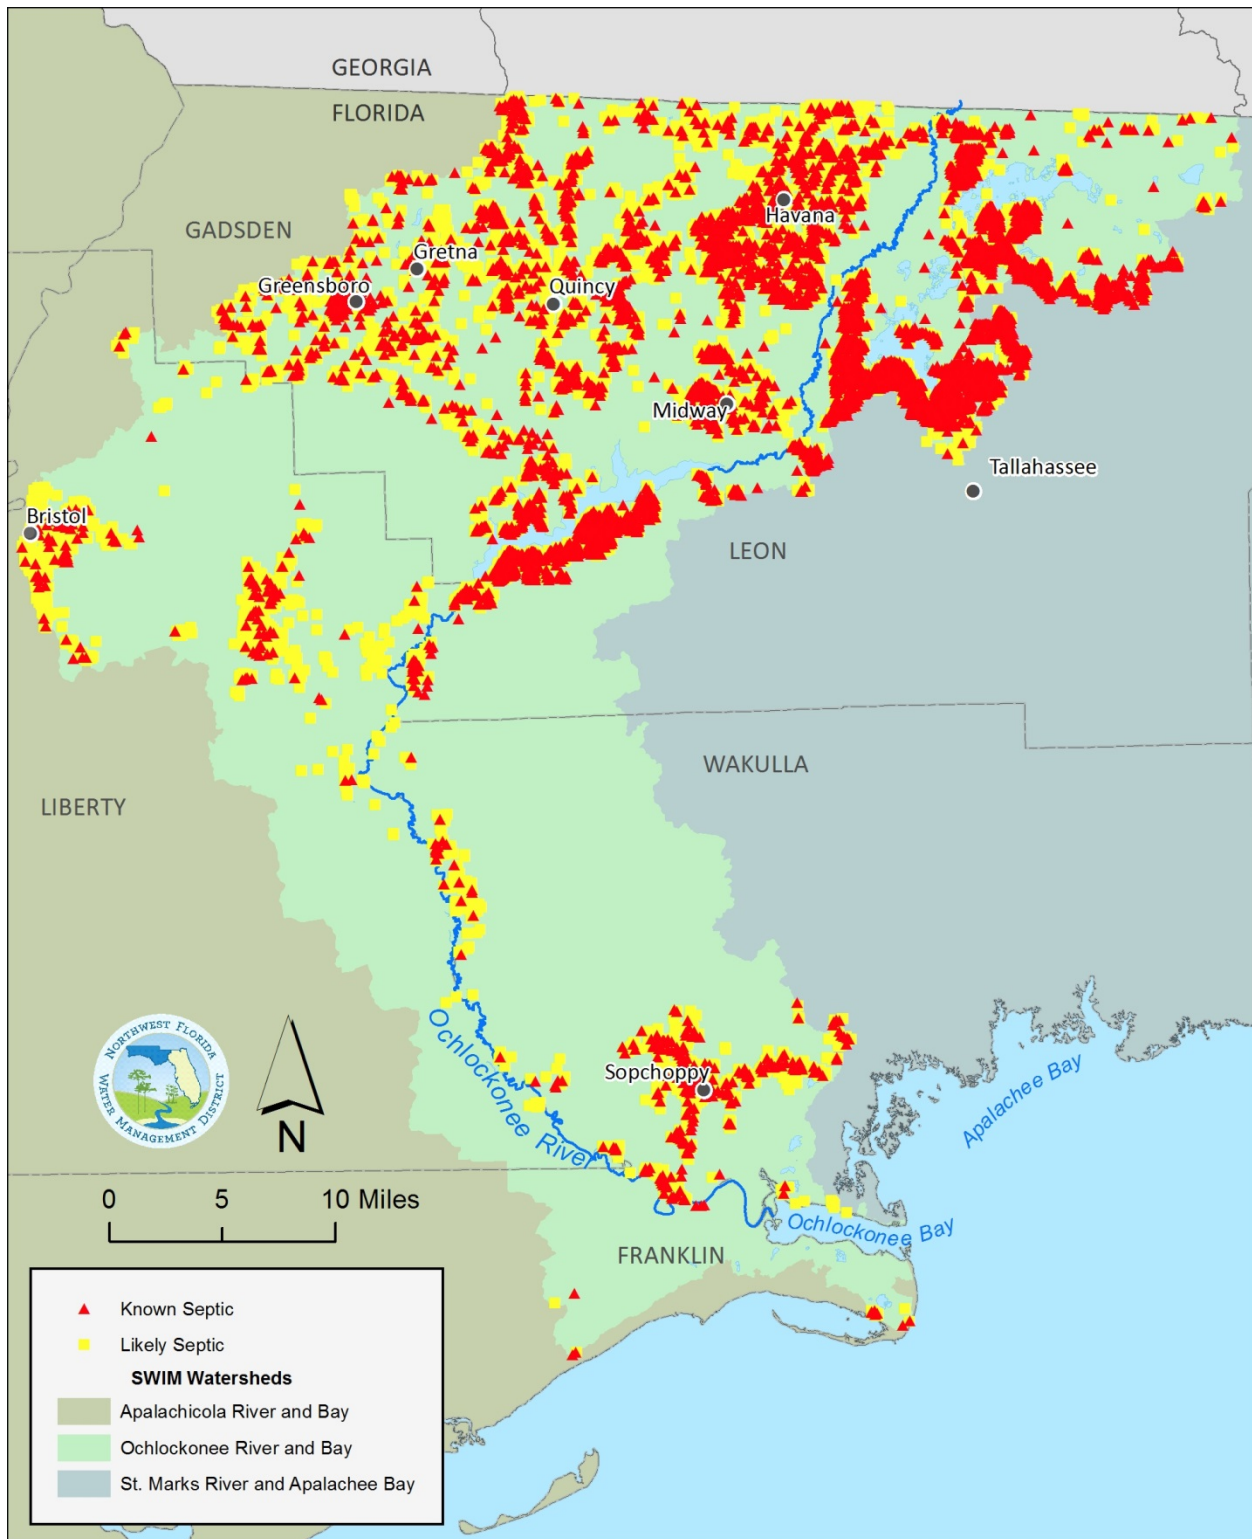 GEORGIA
FLORIDA
GADSDEN
Havana
Gretna
Greensboro
Quincy
Midway
Tallahassee
Bristol
LEON
WAKULLA
LIBERTY
NORTHWEST FLORIDA
WATER MANAGEMENT DISTRICT
N
Ochlockonee River
Sopchoppy
Apalachee Bay
0 5 10 Miles
Ochlockonee Bay
FRANKLIN
Known Septic
Likely Septic
SWIM Watersheds
Apalachicola River and Bay
Ochlockonee River and Bay
St. Marks River and Apalachee Bay